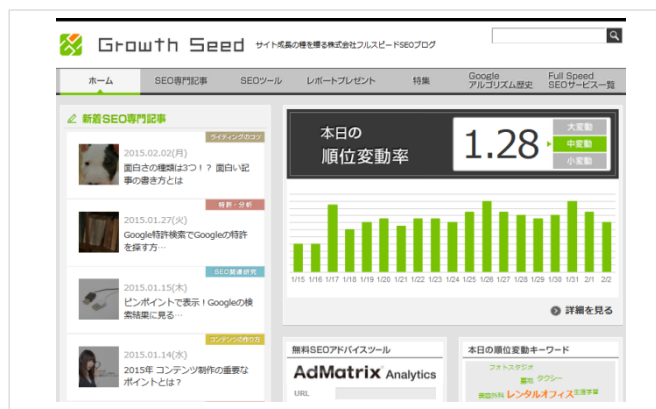 Growth Seed サイト成長の種を贈る株式会社フルスピードSEOブログ
ホーム
SEO専門記事
SEOツール
レポートプレゼント
特集
Google
アルゴリズム歴史
Full Speed
SEOサービス一覧
新着SEO専門記事
ライティングのコツ
2015.02.02(月)
面白さの種類は3つ！？ 面白い記
事の書き方とは
特許・分析
2015.01.27(火)
Google特許検索でGoogleの特許
を探す方…
SEO関連研究
2015.01.15(木)
ピンポイントで表示！Googleの検
索結果に見る…
コンテンツの作り方
2015.01.14(水)
2015年 コンテンツ制作の重要な
ポイントとは？
本日の
順位変動率
1.28
大変動
中変動
小変動
1/15 1/16 1/17 1/18 1/19 1/20 1/21 1/22 1/23 1/24 1/25 1/26 1/27 1/28 1/29 1/30 1/31 2/1 2/2
詳細を見る
無料SEOアドバイスツール
AdMatrix Analytics
URL
本日の順位変動キーワード
フォトスタジオ
墓地 タクシー
美容外科 レンタルオフィス